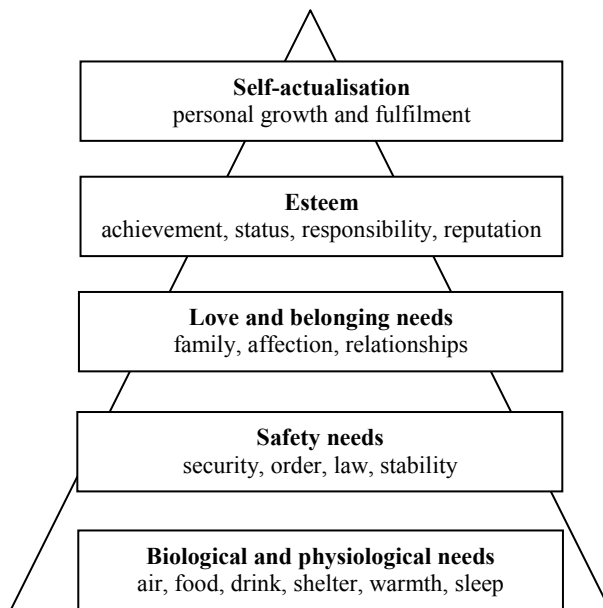 Self-actualisation
personal growth and fulfilment
Esteem
achievement, status, responsibility, reputation
Love and belonging needs
family, affection, relationships
Safety needs
security, order, law, stability
Biological and physiological needs
air, food, drink, shelter, warmth, sleep